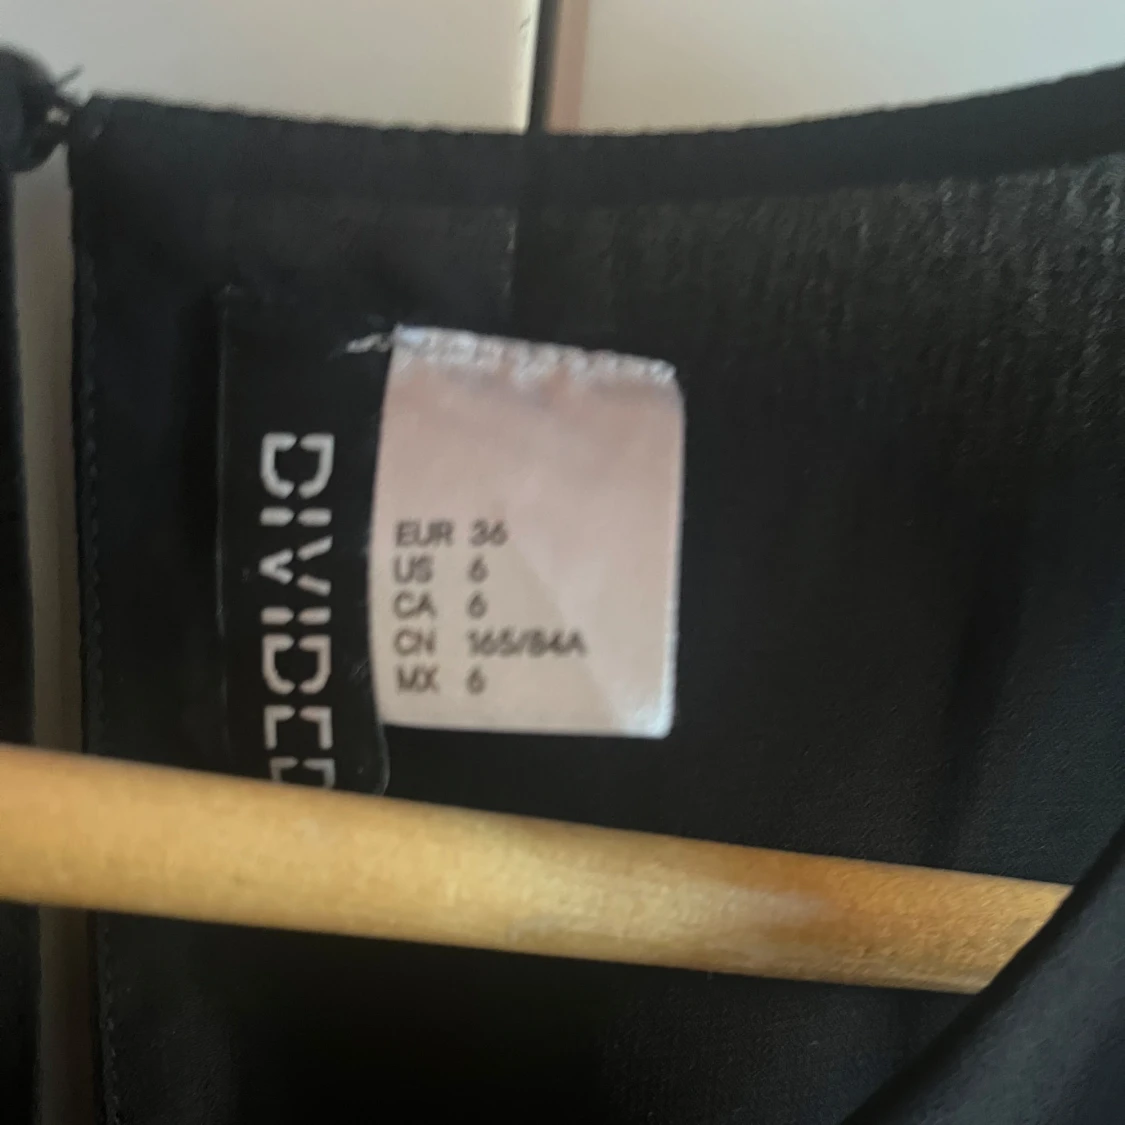 DIVIDED
EUR 36
US 6
CA 6
CN 165/84A
MX 6